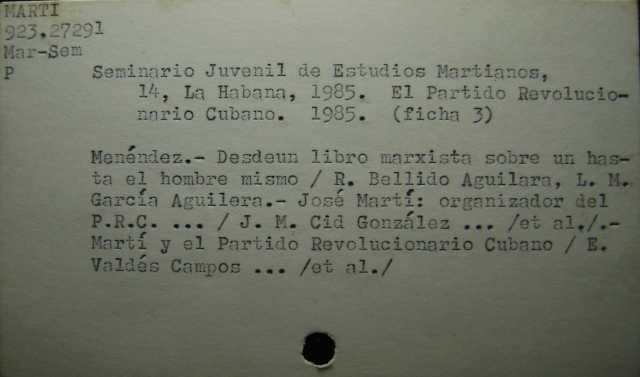 MARTI
923.27291
Mar-Sem
P Seminario Juvenil de Estudios Martianos,
14, La Habana, 1985. El Partido Revolucio-
nario Cubano. 1985. (ficha 3)
Menéndez.- Desdeun libro marxista sobre un has-
ta el hombre mismo / R. Bellido Aguilara, L. M.
García Aguilera.- José Martí: organizador del
P.R.C. ... / J. M. Cid González ... /et al./.-
Martí y el Partido Revolucionario Cubano / E.
Valdés Campos ... /et al./